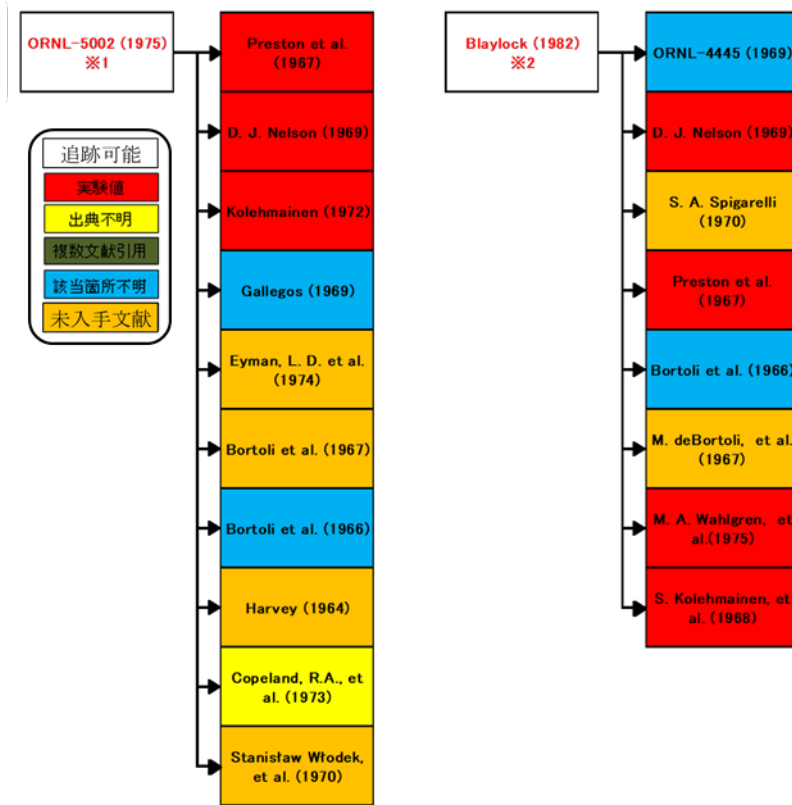 ORNL-5002 (1975)
※1
Preston et al.
(1967)
D. J. Nelson (1969)
Kolehmainen (1972)
Gallegos (1969)
Eyman, L. D. et al.
(1974)
Bortoli et al. (1967)
Bortoli et al. (1966)
Harvey (1964)
Copeland, R.A., et
al. (1973)
Stanisław Włodek,
et al. (1970)
追跡可能
実験値
出典不明
複数文献引用
該当箇所不明
未入手文献
Blaylock (1982)
※2
ORNL-4445 (1969)
D. J. Nelson (1969)
S. A. Spigarelli
(1970)
Preston et al.
(1967)
Bortoli et al. (1966)
M. deBortoli, et al.
(1967)
M. A. Wahlgren, et
al.(1975)
S. Kolehmainen, et
al. (1968)